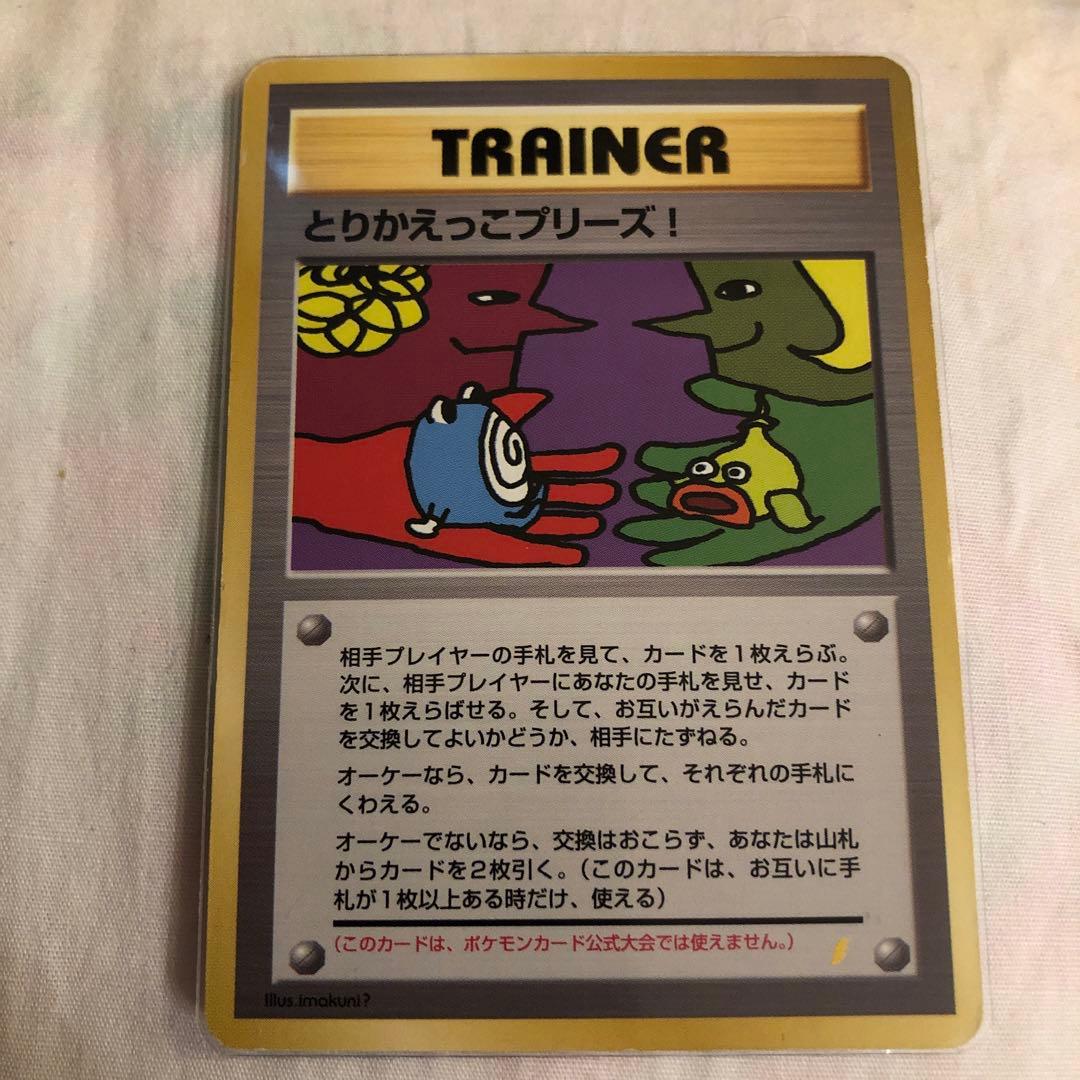 TRAINER
とりかえっこプリーズ！
相手プレイヤーの手札を見て、カードを１枚えらぶ。
次に、相手プレイヤーにあなたの手札を見せ、カード
を１枚えらばせる。そして、お互いがえらんだカード
を交換してよいかどうか、相手にたずねる。
オーケーなら、カードを交換して、それぞれの手札に
くわえる。
オーケーでないなら、交換はおこらず、あなたは山札
からカードを２枚引く。（このカードは、お互いに手
札が１枚以上ある時だけ、使える）
（このカードは、ポケモンカード公式大会では使えません。）
Illus.imakuni?